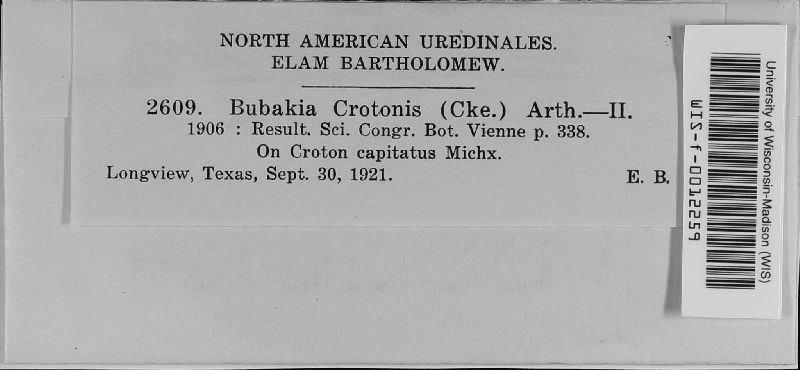 NORTH AMERICAN UREDINALES.
ELAM BARTHOLOMEW.
2609. Bubakia Crotonis (Cke.) Arth.—II.
1906 : Result. Sci. Congr. Bot. Vienne p. 338.
On Croton capitatus Michx.
Longview, Texas, Sept. 30, 1921. E. B.
University of Wisconsin-Madison (WIS)
WIS-f-0012259